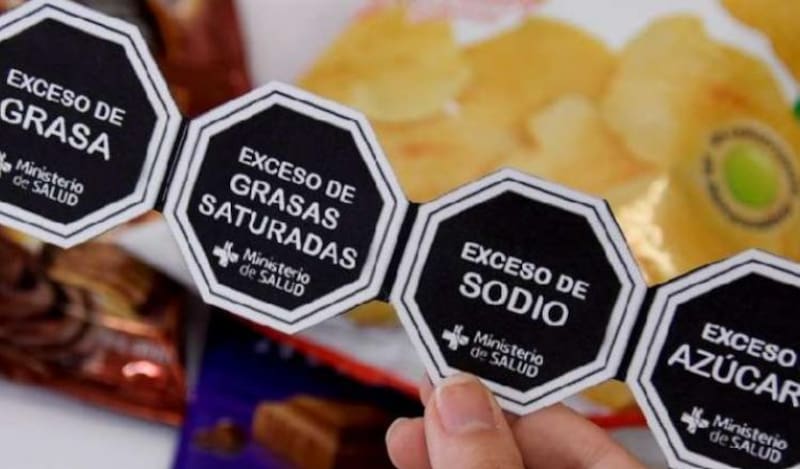 EXCESO DE
GRASA
Ministerio
de SALUD
EXCESO DE
GRASAS
SATURADAS
Ministerio
de SALUD
EXCESO DE
SODIO
Ministerio
de SALUD
EXCESO
AZÚCAR
Ministerio
de SALUD